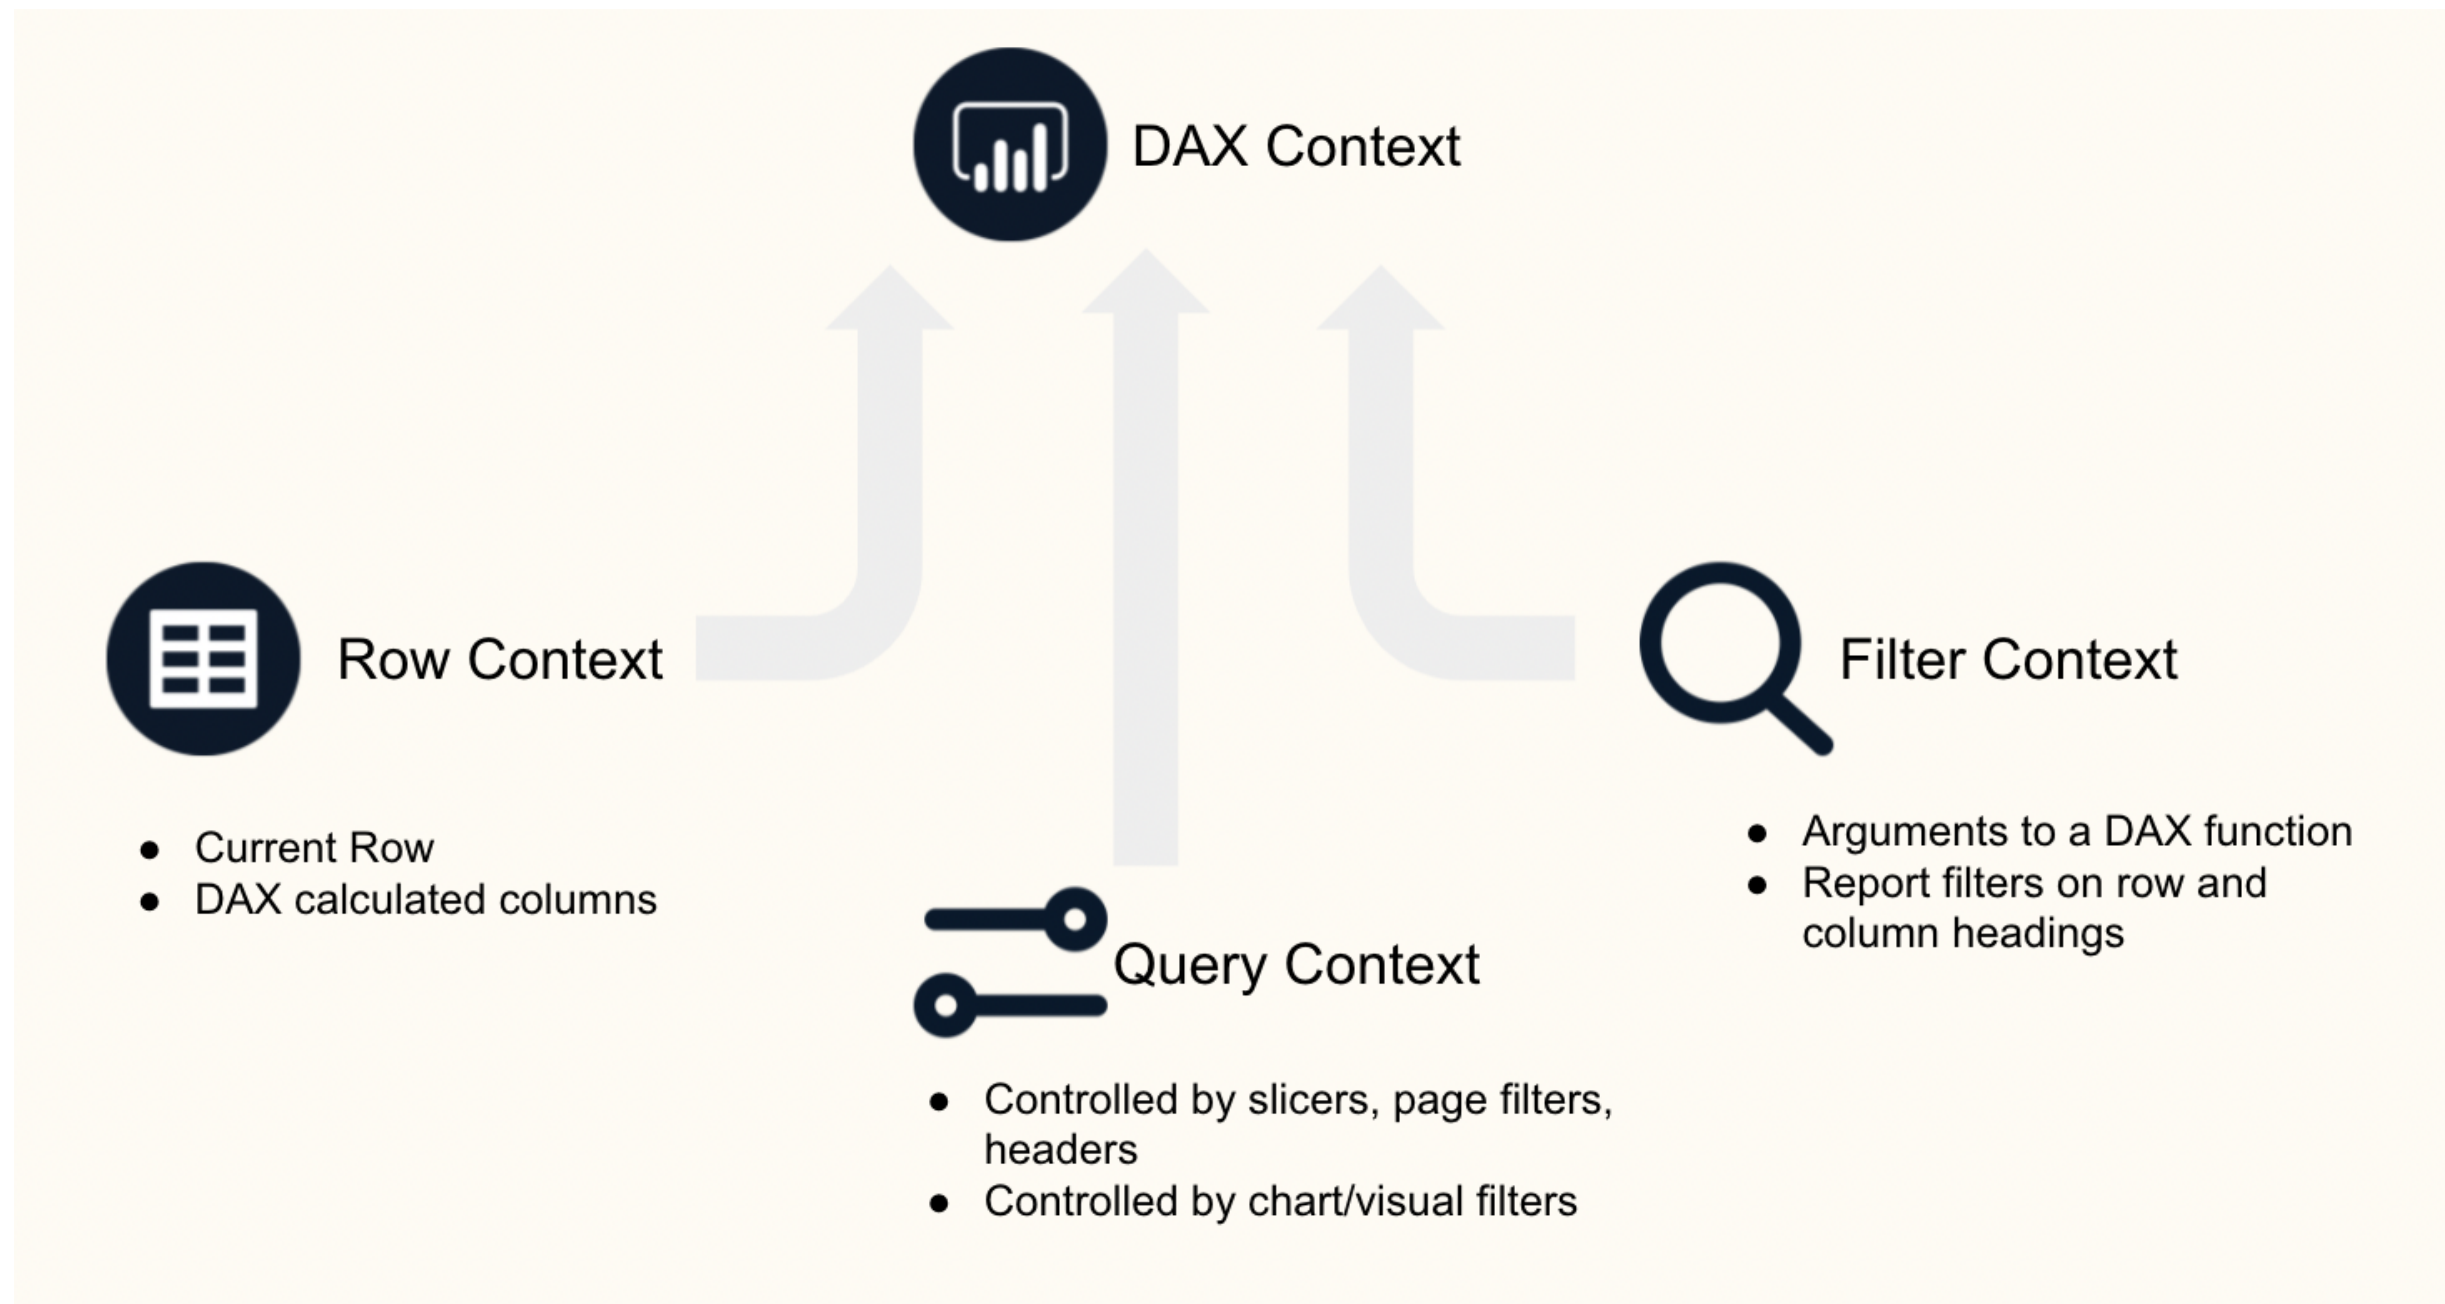 DAX Context
Row Context
● Current Row
● DAX calculated columns
Query Context
● Controlled by slicers, page filters,
headers
● Controlled by chart/visual filters
Filter Context
● Arguments to a DAX function
● Report filters on row and
column headings